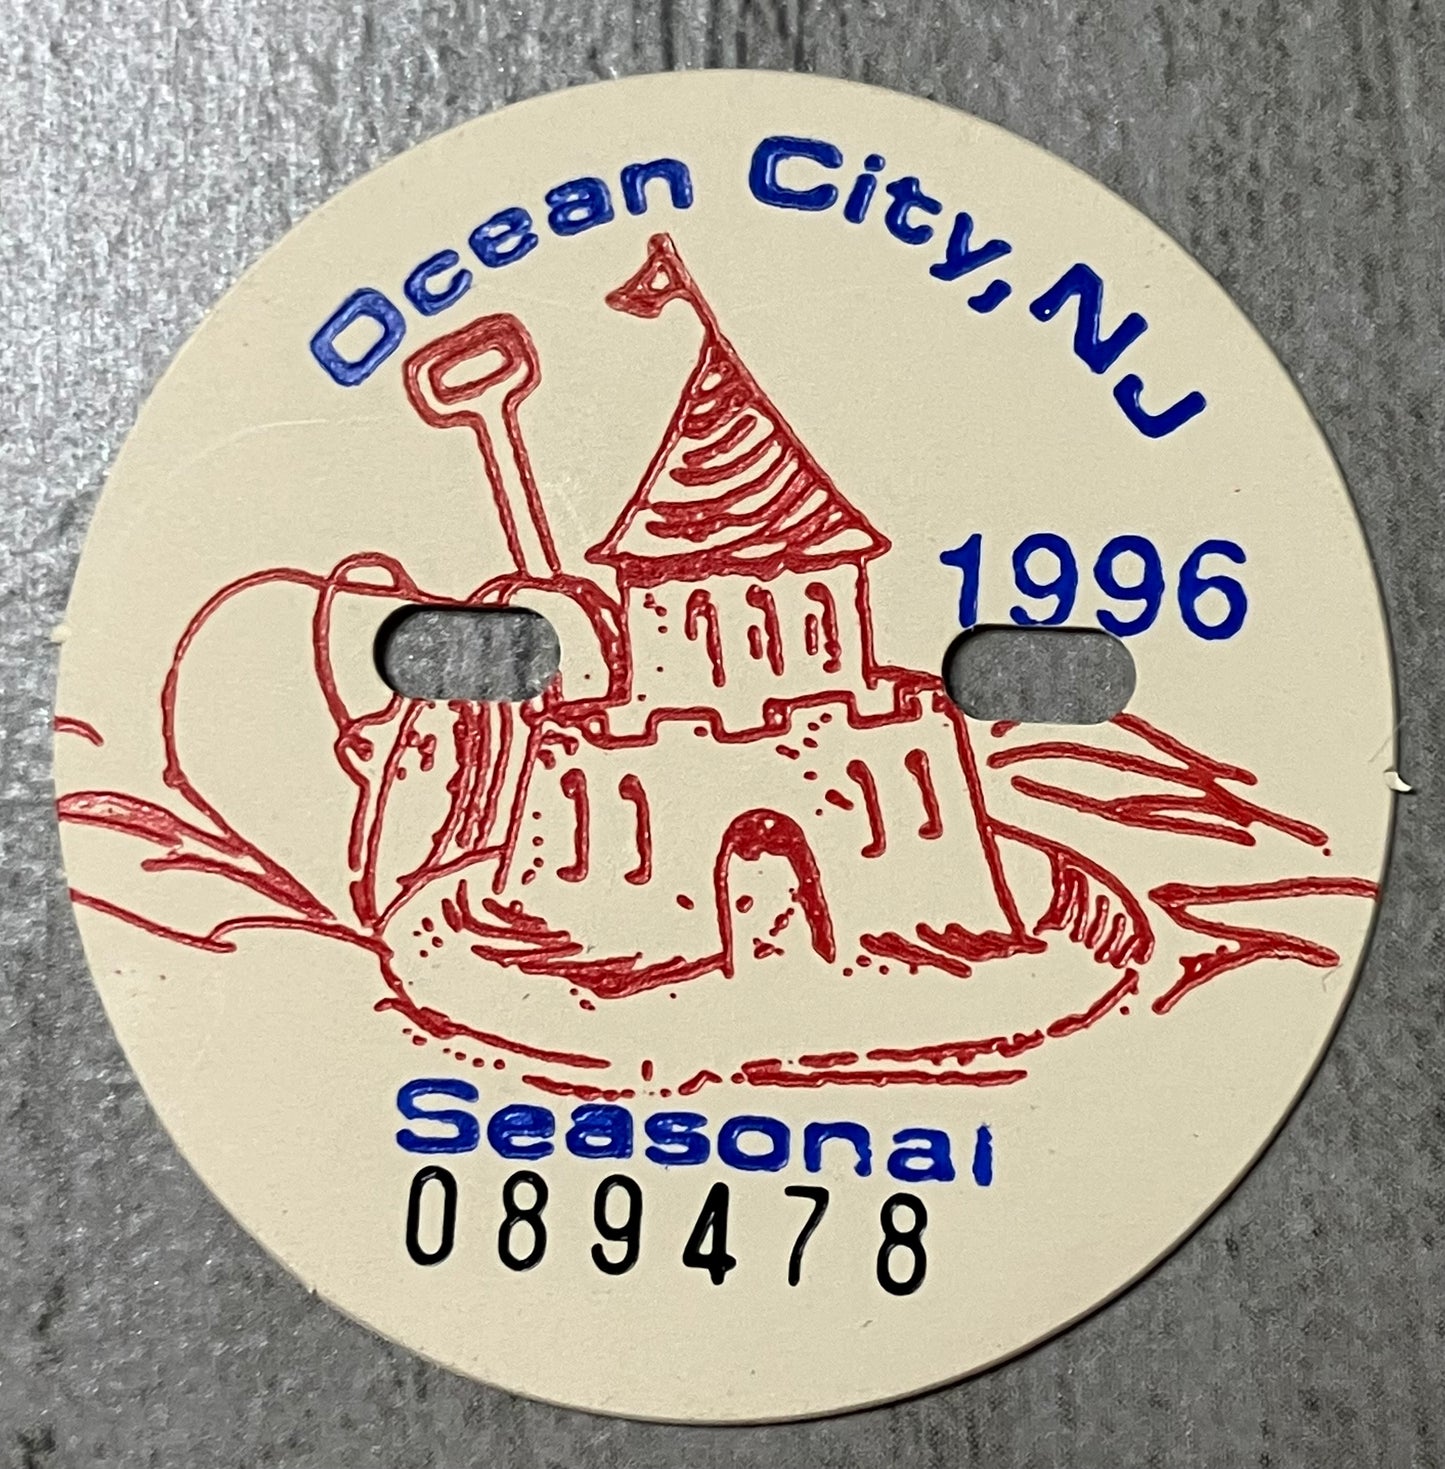 Ocean City, NJ
1996
Seasonal
089478